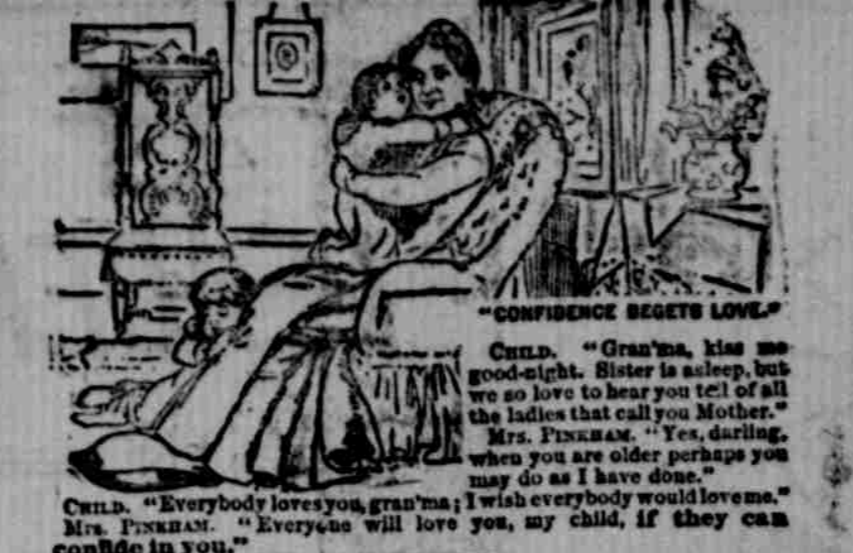 "CONFIDENCE BEGETS LOVE."
CHILD. "Gran'ma, kiss me
good-night. Sister is asleep, but
we so love to hear you tell of all
the ladies that call you Mother."
MRS. PINKHAM. "Yes, darling,
when you are older perhaps you
may do as I have done."
CHILD. "Everybody loves you, gran'ma; I wish everybody would love me."
MRS. PINKHAM. "Everyone will love you, my child, if they can
confide in you."